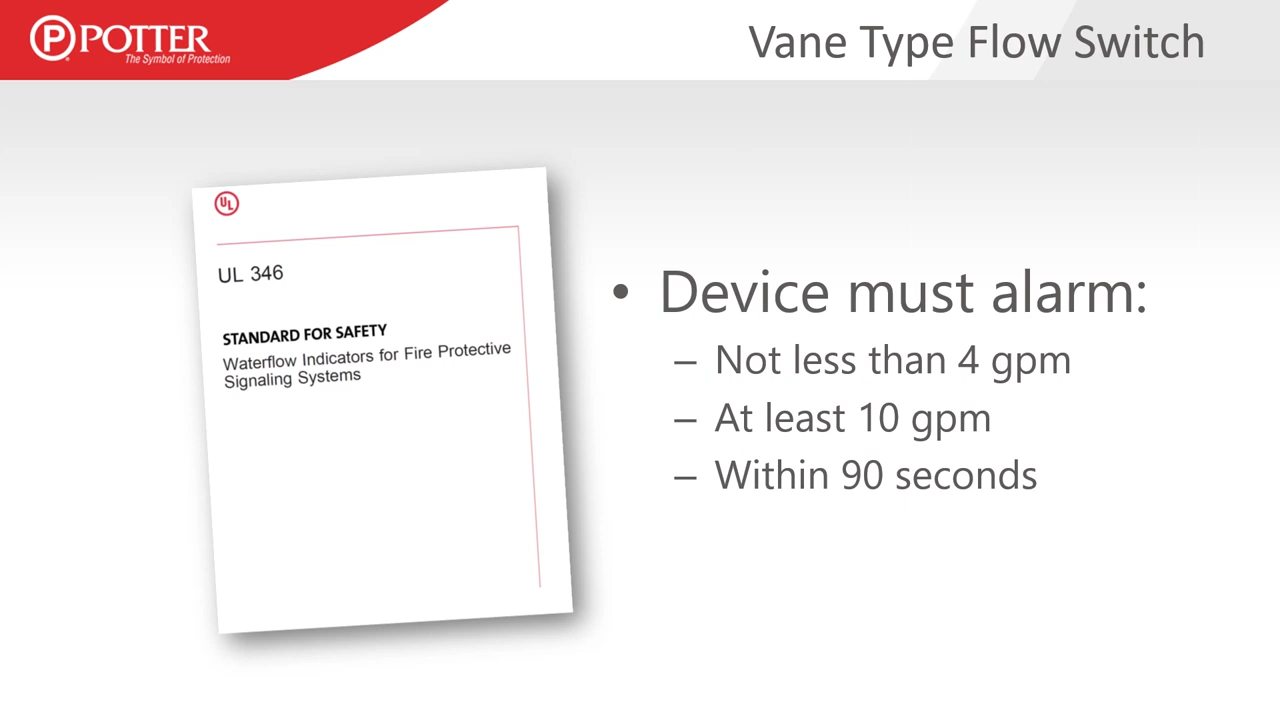 POTTER
The Symbol of Protection
Vane Type Flow Switch
UL
UL 346
STANDARD FOR SAFETY
Waterflow Indicators for Fire Protective
Signaling Systems
• Device must alarm:
– Not less than 4 gpm
– At least 10 gpm
– Within 90 seconds